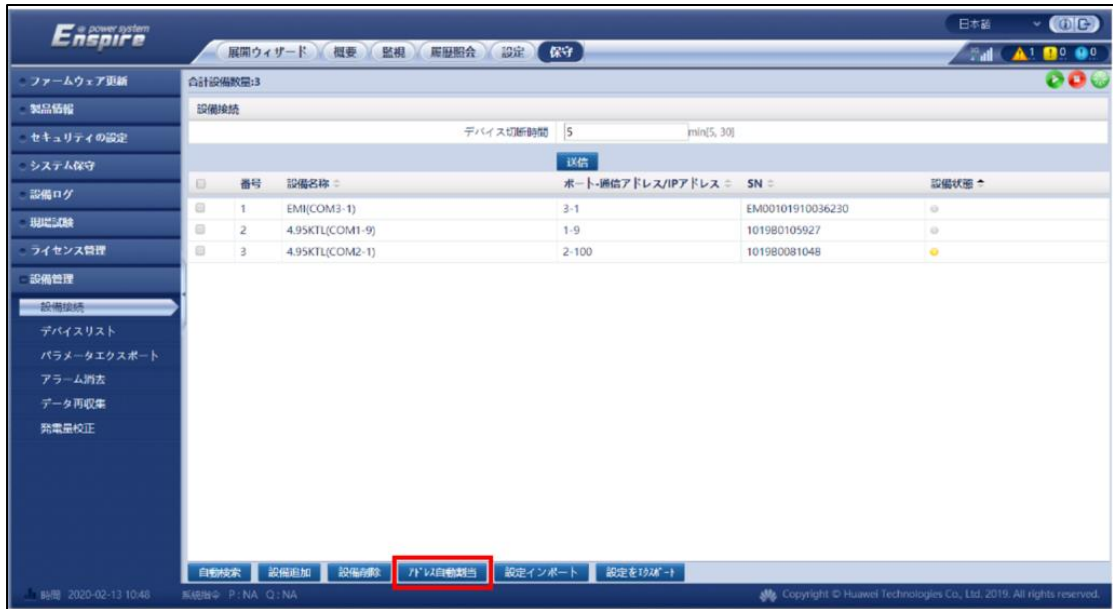 e power system
Enspire
日本語
展開ウィザード 概要 監視 履歴照会 設定 保守
1 0 0
ファームウェア更新
製品情報
セキュリティの設定
システム保守
設備ログ
現場試験
ライセンス管理
設備管理
設備接続
デバイスリスト
パラメータエクスポート
アラーム消去
データ再収集
発電量校正
合計設備数量:3
設備接続
デバイス切断時間 5 min[5, 30]
送信
番号 設備名称 ポート-通信アドレス/IPアドレス SN 設備状態
1 EMI(COM3-1) 3-1 EM00101910036230
2 4.95KTL(COM1-9) 1-9 1019B0105927
3 4.95KTL(COM2-1) 2-100 1019B0081048
自動検索 設備追加 設備削除 ｱﾄﾞﾚｽ自動割当 設定インポート 設定をｴｸｽﾎﾟｰﾄ
時間 2020-02-13 10:48 P:NA Q:NA Copyright © Huawei Technologies Co., Ltd. 2019. All rights reserved.